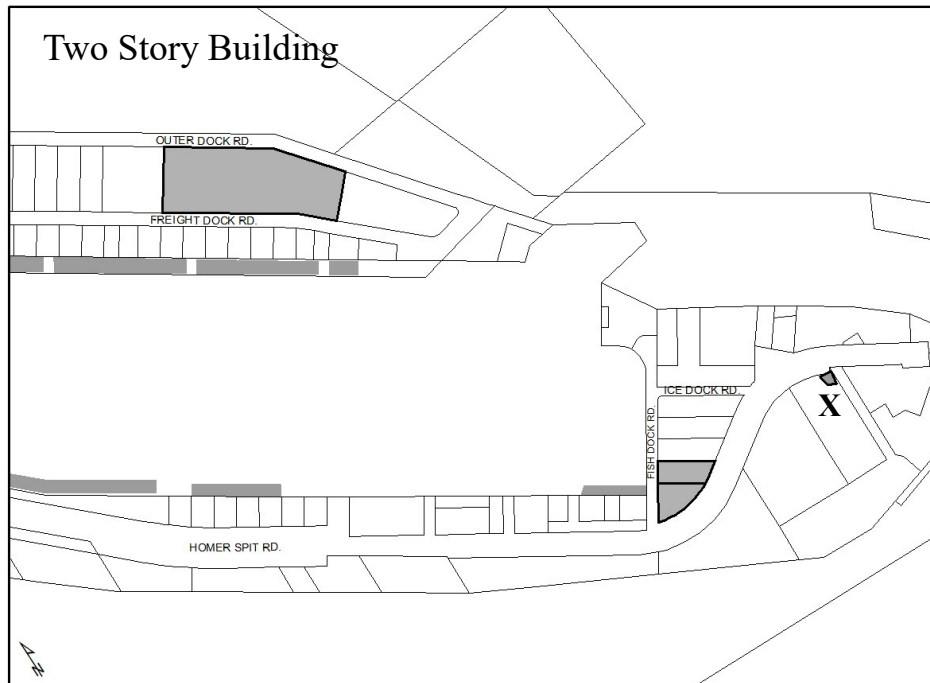 Two Story Building
OUTER DOCK RD.
FREIGHT DOCK RD.
ICE DOCK RD.
X
FISH DOCK RD.
HOMER SPIT RD.
N